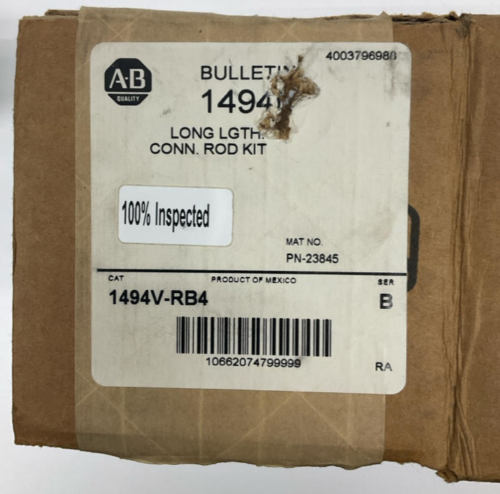 4003796988
A-B
QUALITY
BULLETIN
1494
LONG LGTH.
CONN. ROD KIT
100% Inspected
MAT NO.
PN-23845
CAT
PRODUCT OF MEXICO
SER
1494V-RB4
B
10662074799999
RA